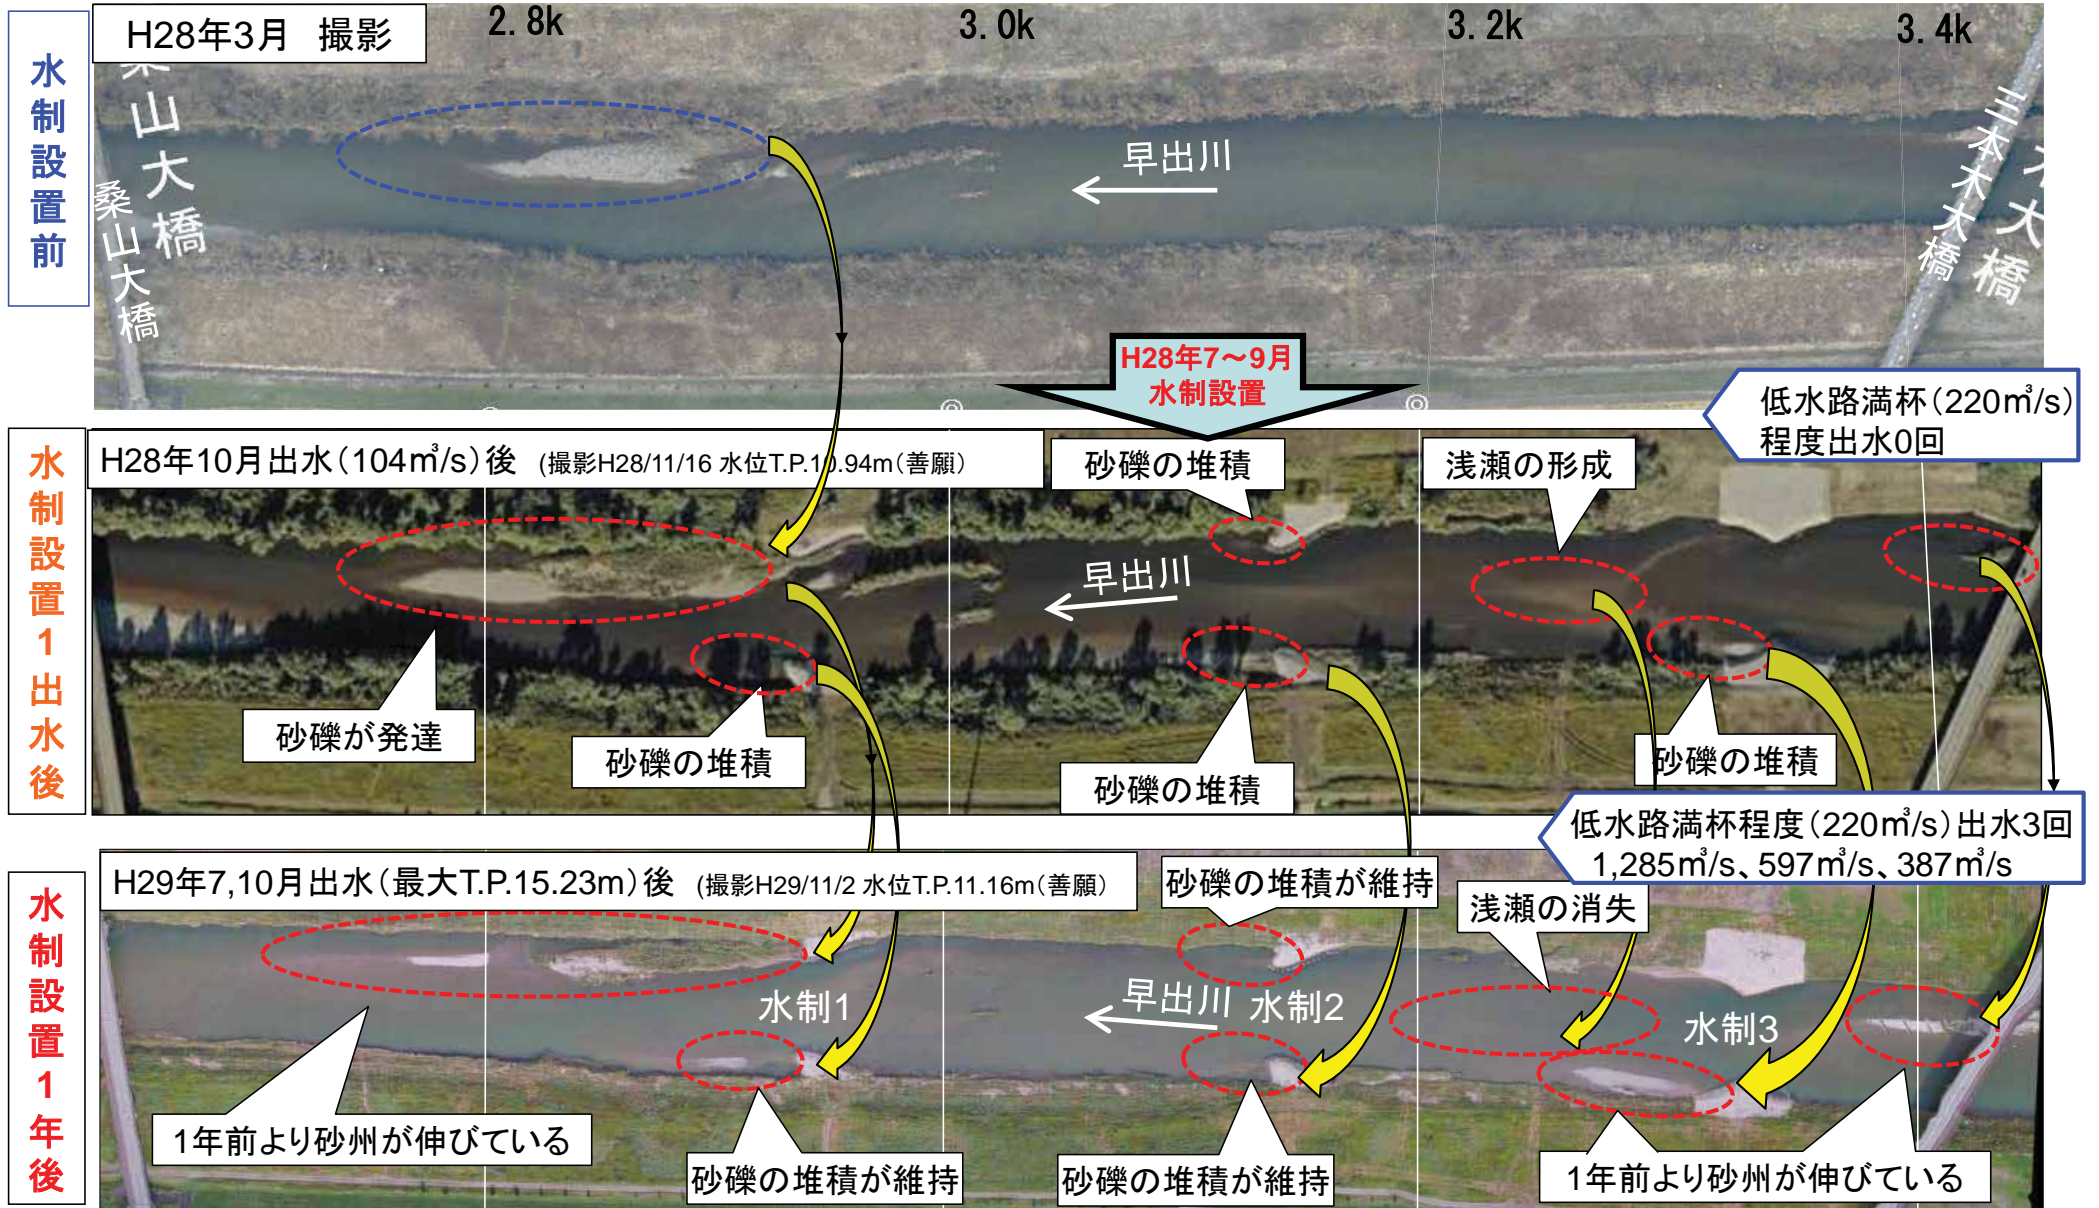 水制設置前
H28年3月 撮影
2.8k
3.0k
3.2k
3.4k
山大橋
桑山大橋
早出川
三本木大橋
木大橋
H28年7～9月
水制設置
低水路満杯(220㎥/s)
程度出水0回
水制設置1出水後
H28年10月出水(104㎥/s)後 (撮影H28/11/16 水位T.P.10.94m(善願)
砂礫の堆積
浅瀬の形成
早出川
砂礫が発達
砂礫の堆積
砂礫の堆積
砂礫の堆積
低水路満杯程度(220㎥/s)出水3回
1,285㎥/s、597㎥/s、387㎥/s
水制設置1年後
H29年7,10月出水(最大T.P.15.23m)後 (撮影H29/11/2 水位T.P.11.16m(善願)
砂礫の堆積が維持
浅瀬の消失
水制1
早出川
水制2
水制3
1年前より砂州が伸びている
砂礫の堆積が維持
砂礫の堆積が維持
1年前より砂州が伸びている